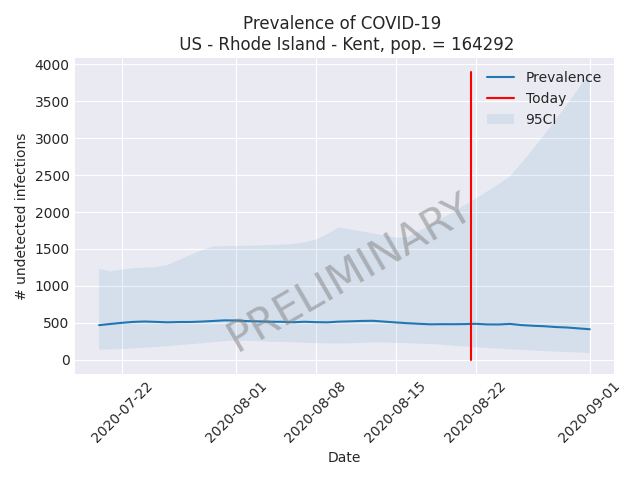 Prevalence of COVID-19
US - Rhode Island - Kent, pop. = 164292
4000
3500
3000
2500
2000
1500
1000
500
0
# undetected infections
Prevalence
Today
95CI
PRELIMINARY
2020-07-22
2020-08-01
2020-08-08
2020-08-15
2020-08-22
2020-09-01
Date